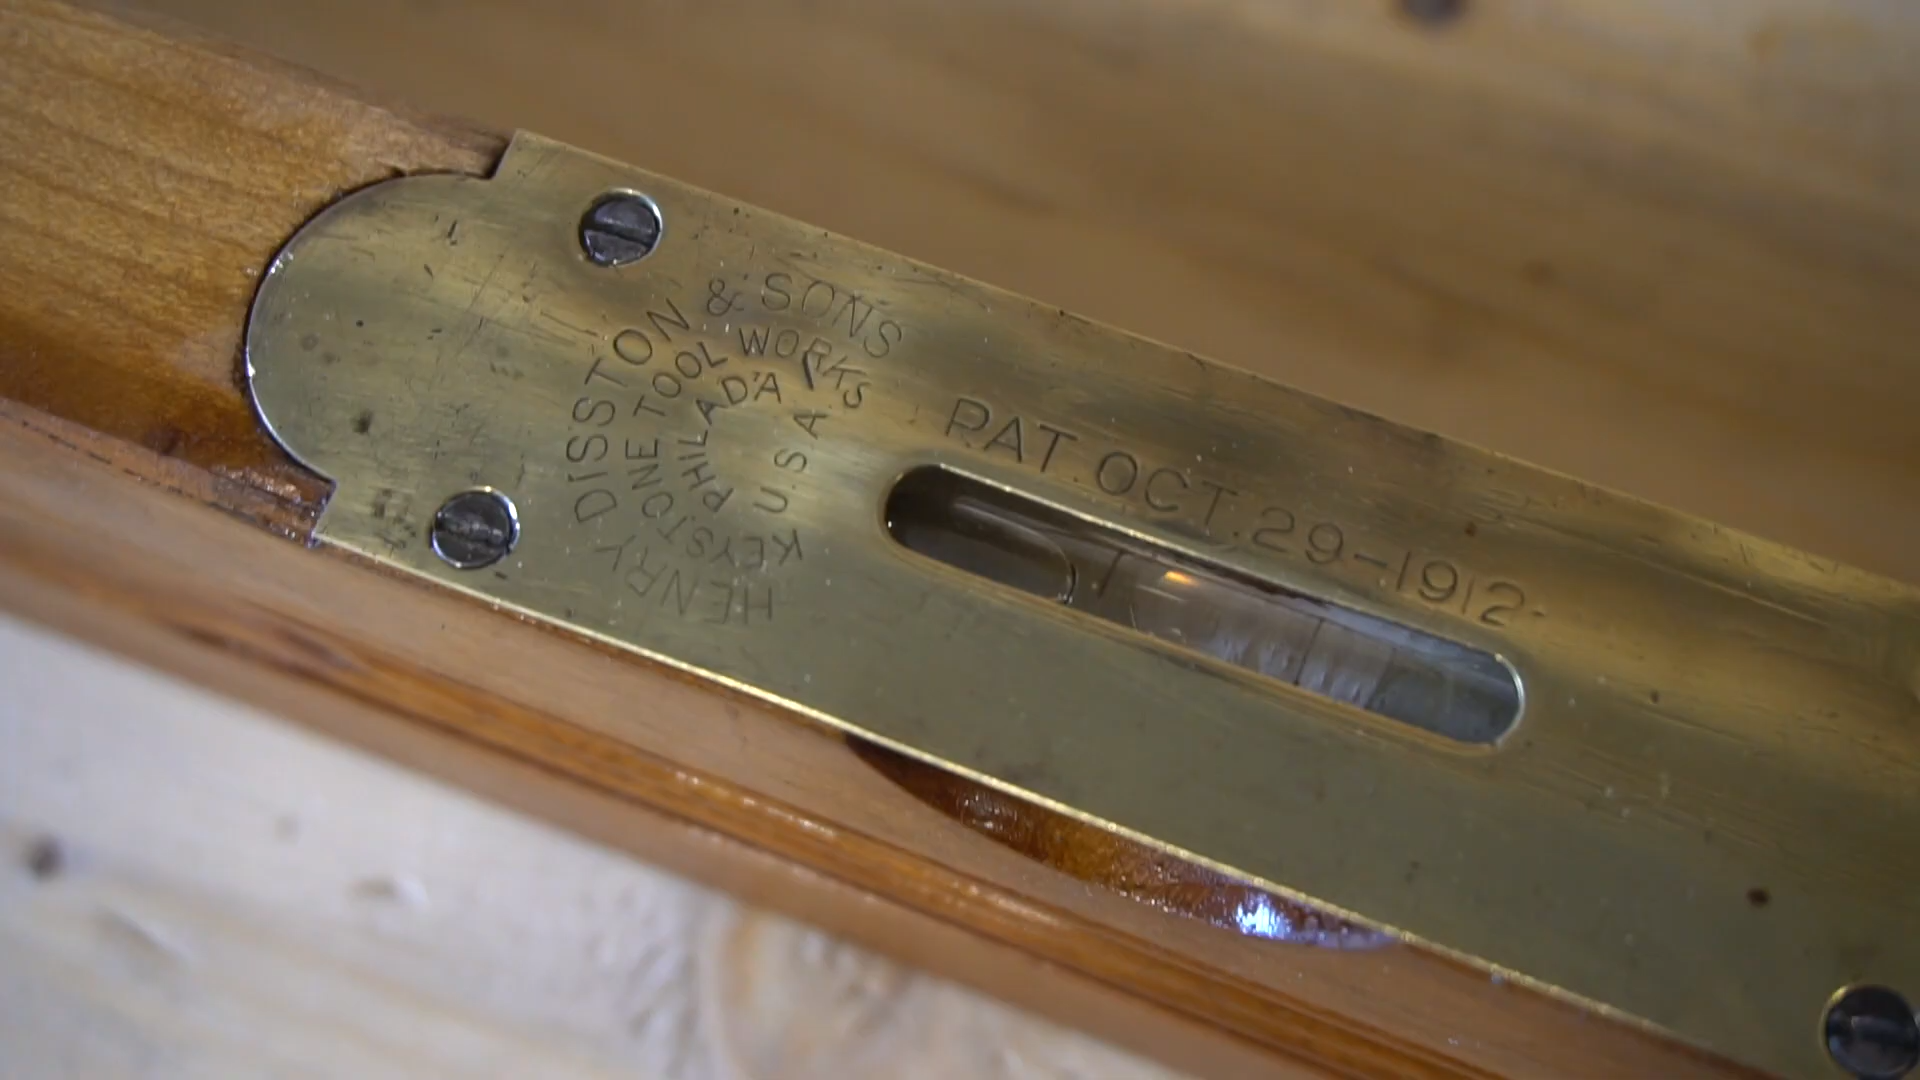 HENRY DISSTON & SONS
KEYSTONE TOOL WORKS
PHILAD'A
U.S.A
PAT. OCT. 29-1912-